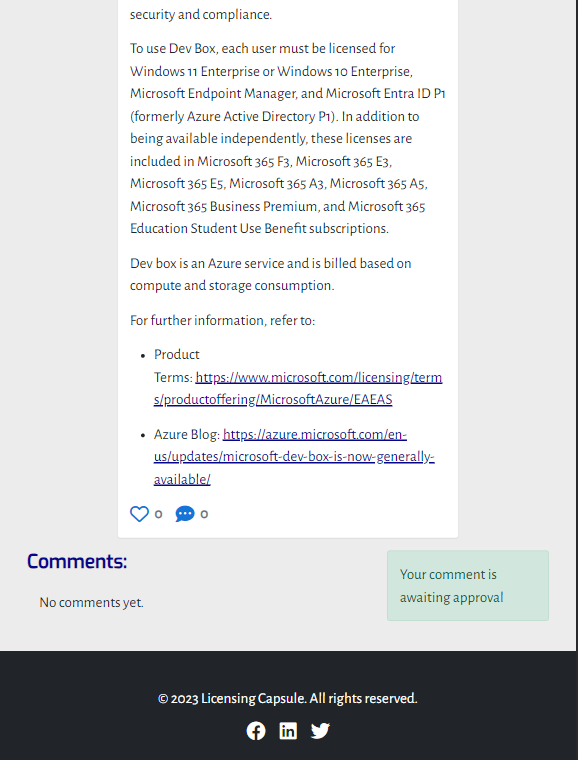 security and compliance.
To use Dev Box, each user must be licensed for
Windows 11 Enterprise or Windows 10 Enterprise,
Microsoft Endpoint Manager, and Microsoft Entra ID P1
(formerly Azure Active Directory P1). In addition to
being available independently, these licenses are
included in Microsoft 365 F3, Microsoft 365 E3,
Microsoft 365 E5, Microsoft 365 A3, Microsoft 365 A5,
Microsoft 365 Business Premium, and Microsoft 365
Education Student Use Benefit subscriptions.
Dev box is an Azure service and is billed based on
compute and storage consumption.
For further information, refer to:
• Product
Terms: https://www.microsoft.com/licensing/term
s/productoffering/MicrosoftAzure/EAEAS
• Azure Blog: https://azure.microsoft.com/en-
us/updates/microsoft-dev-box-is-now-generally-
available/
0 0
Comments:
No comments yet.
Your comment is
awaiting approval
© 2023 Licensing Capsule. All rights reserved.